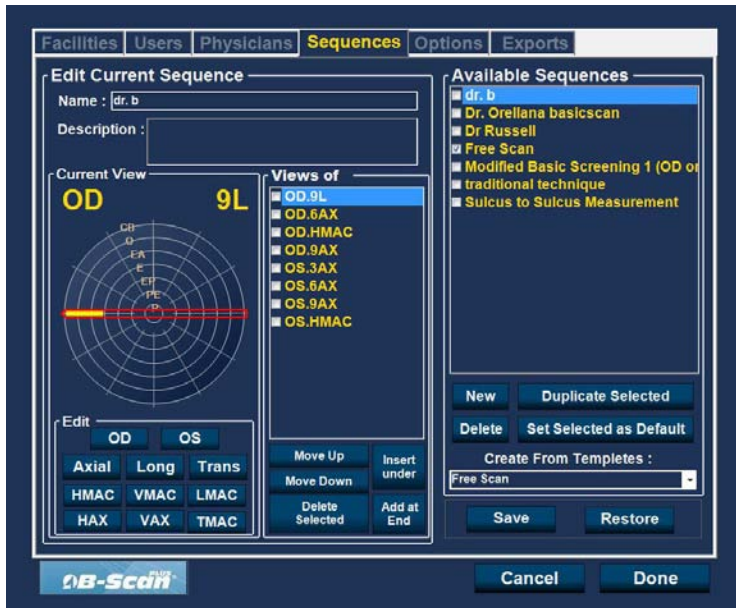 Facilities Users Physicians Sequences Options Exports
Edit Current Sequence
Name : dr. b
Description :
Current View
OD 9L
CB
O
EA
E
EP
PE
P
Edit
OD OS
Axial Long Trans
HMAC VMAC LMAC
HAX VAX TMAC
Views of
OD.9L
OD.6AX
OD.HMAC
OD.9AX
OS.3AX
OS.6AX
OS.9AX
OS.HMAC
Move Up
Move Down
Delete
Selected
Insert
under
Add at
End
Available Sequences
dr. b
Dr. Orellana basicscan
Dr Russell
Free Scan
Modified Basic Screening 1 (OD or
traditional technique
Sulcus to Sulcus Measurement
New Duplicate Selected
Delete Set Selected as Default
Create From Templetes :
Free Scan
Save Restore
B-Scan PLUS
Cancel Done